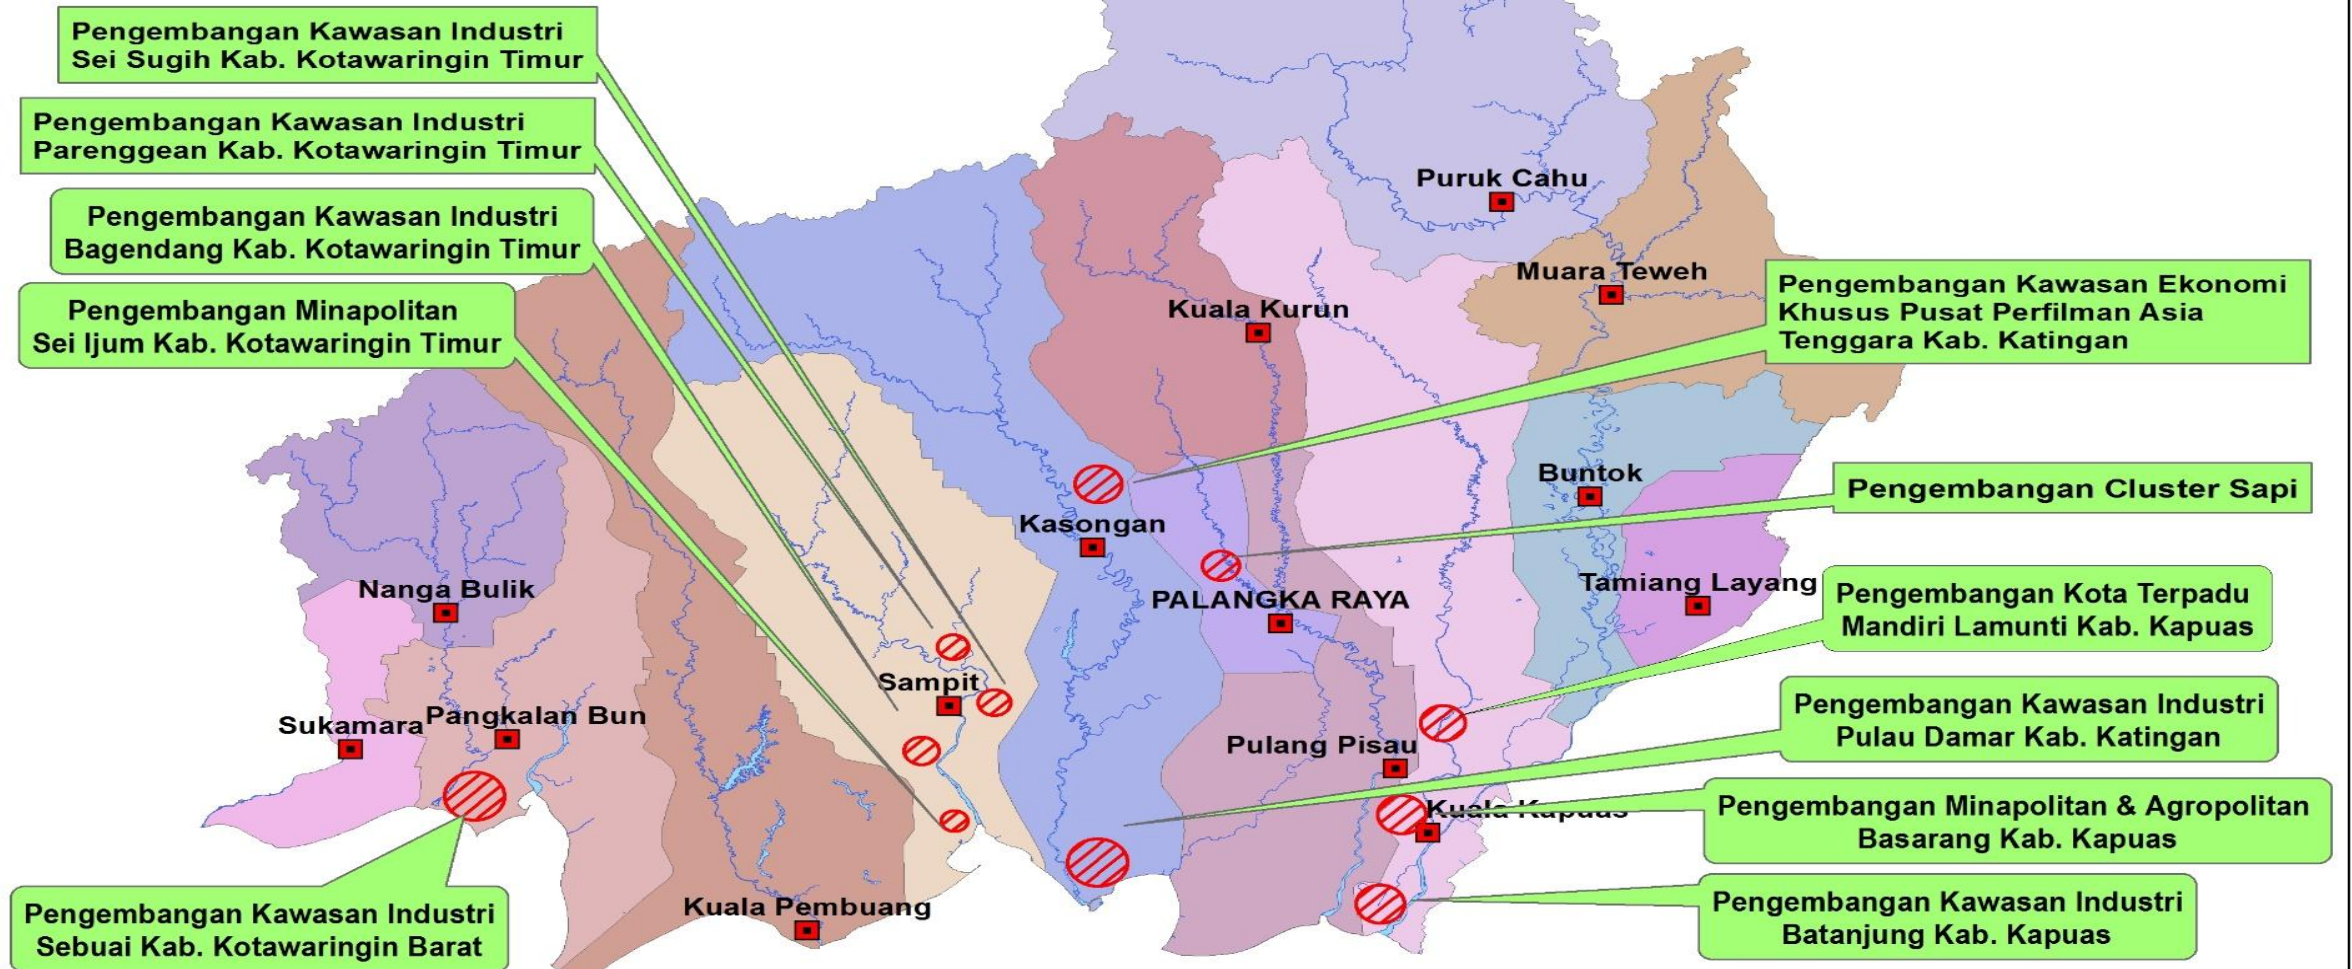 Pengembangan Kawasan Industri
Sei Sugih Kab. Kotawaringin Timur
Pengembangan Kawasan Industri
Parenggean Kab. Kotawaringin Timur
Pengembangan Kawasan Industri
Bagendang Kab. Kotawaringin Timur
Pengembangan Minapolitan
Sei Ijum Kab. Kotawaringin Timur
Puruk Cahu
Muara Teweh
Kuala Kurun
Pengembangan Kawasan Ekonomi
Khusus Pusat Perfilman Asia
Tenggara Kab. Katingan
Buntok
Pengembangan Cluster Sapi
Kasongan
Nanga Bulik
PALANGKA RAYA
Tamiang Layang
Pengembangan Kota Terpadu
Mandiri Lamunti Kab. Kapuas
Sampit
Sukamara
Pangkalan Bun
Pulang Pisau
Pengembangan Kawasan Industri
Pulau Damar Kab. Katingan
Kuala Kapuas
Pengembangan Minapolitan & Agropolitan
Basarang Kab. Kapuas
Kuala Pembuang
Pengembangan Kawasan Industri
Sebuai Kab. Kotawaringin Barat
Pengembangan Kawasan Industri
Batanjung Kab. Kapuas